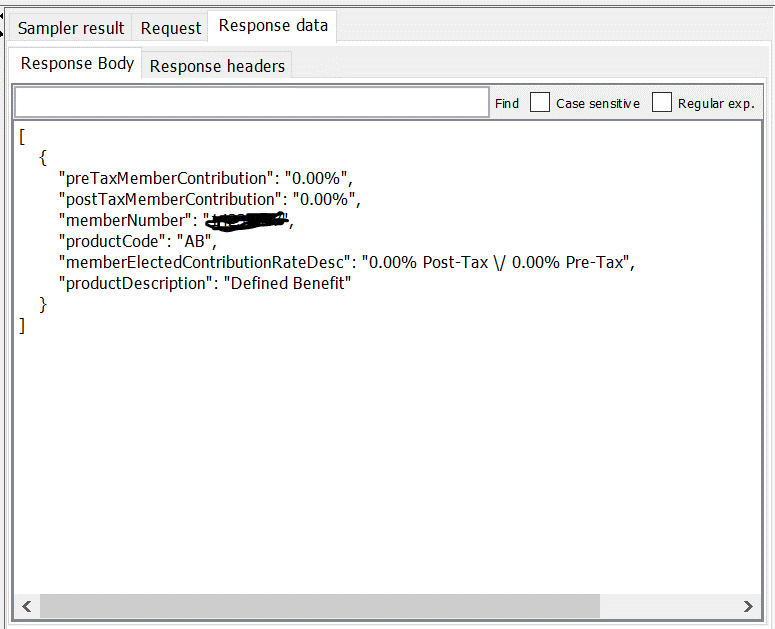 Sampler result Request Response data
Response Body Response headers
Find Case sensitive Regular exp.
[
{
"preTaxMemberContribution": "0.00%",
"postTaxMemberContribution": "0.00%",
"memberNumber": "",
"productCode": "AB",
"memberElectedContributionRateDesc": "0.00% Post-Tax \/ 0.00% Pre-Tax",
"productDescription": "Defined Benefit"
}
]